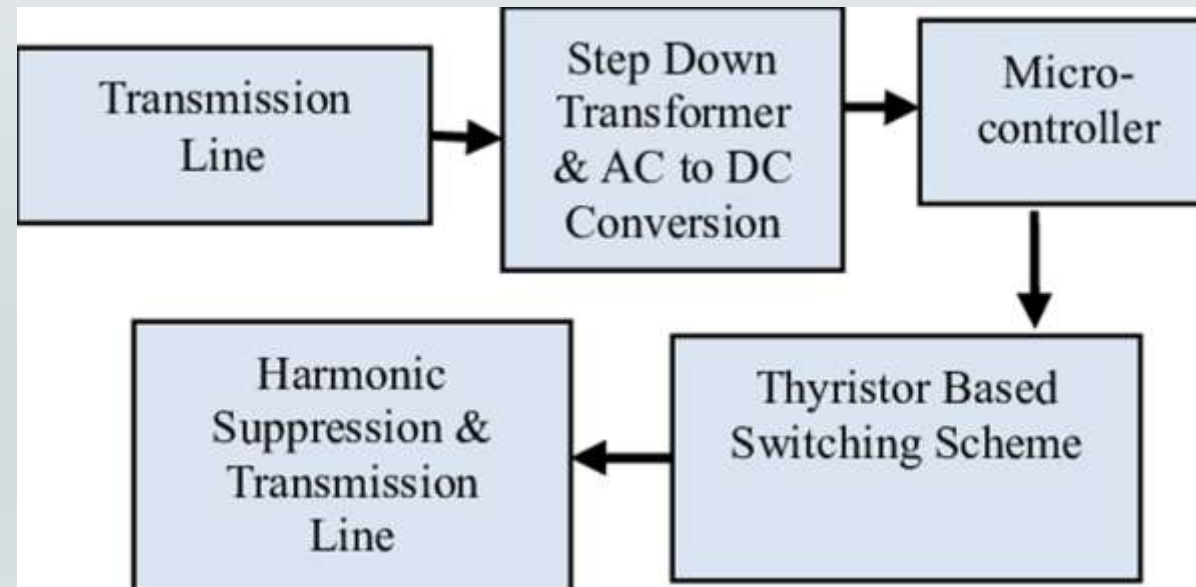 Transmission
Line
Step Down
Transformer
& AC to DC
Conversion
Micro-
controller
Thyristor Based
Switching Scheme
Harmonic
Suppression &
Transmission
Line